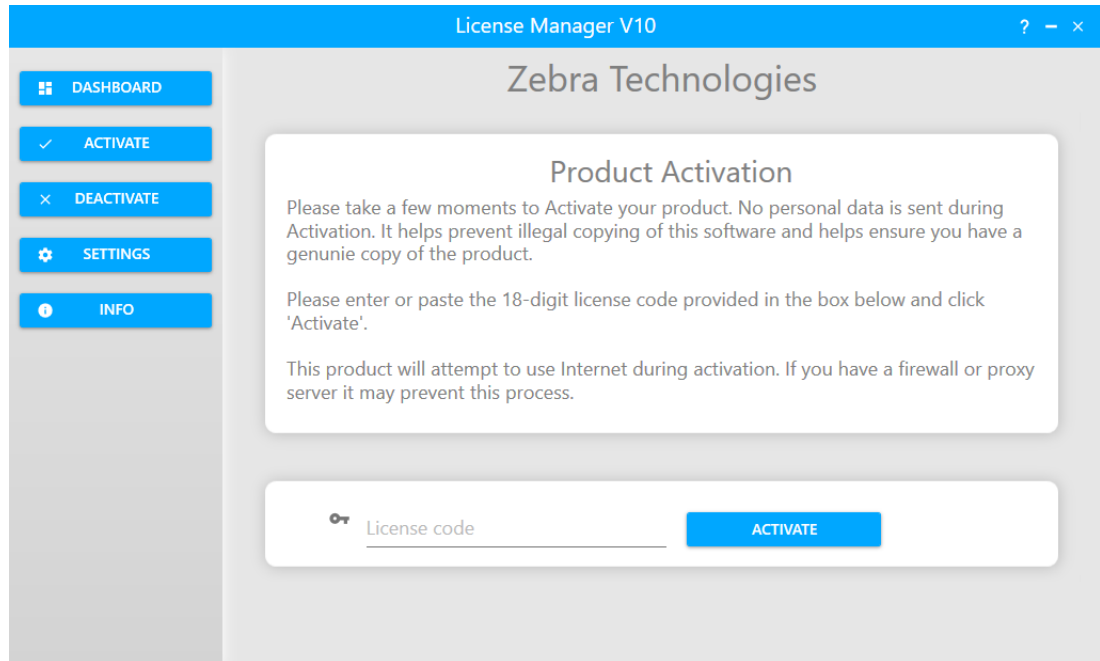 License Manager V10
?
DASHBOARD
ACTIVATE
DEACTIVATE
SETTINGS
INFO
Zebra Technologies
Product Activation
Please take a few moments to Activate your product. No personal data is sent during
Activation. It helps prevent illegal copying of this software and helps ensure you have a
genunie copy of the product.
Please enter or paste the 18-digit license code provided in the box below and click
'Activate'.
This product will attempt to use Internet during activation. If you have a firewall or proxy
server it may prevent this process.
License code
ACTIVATE